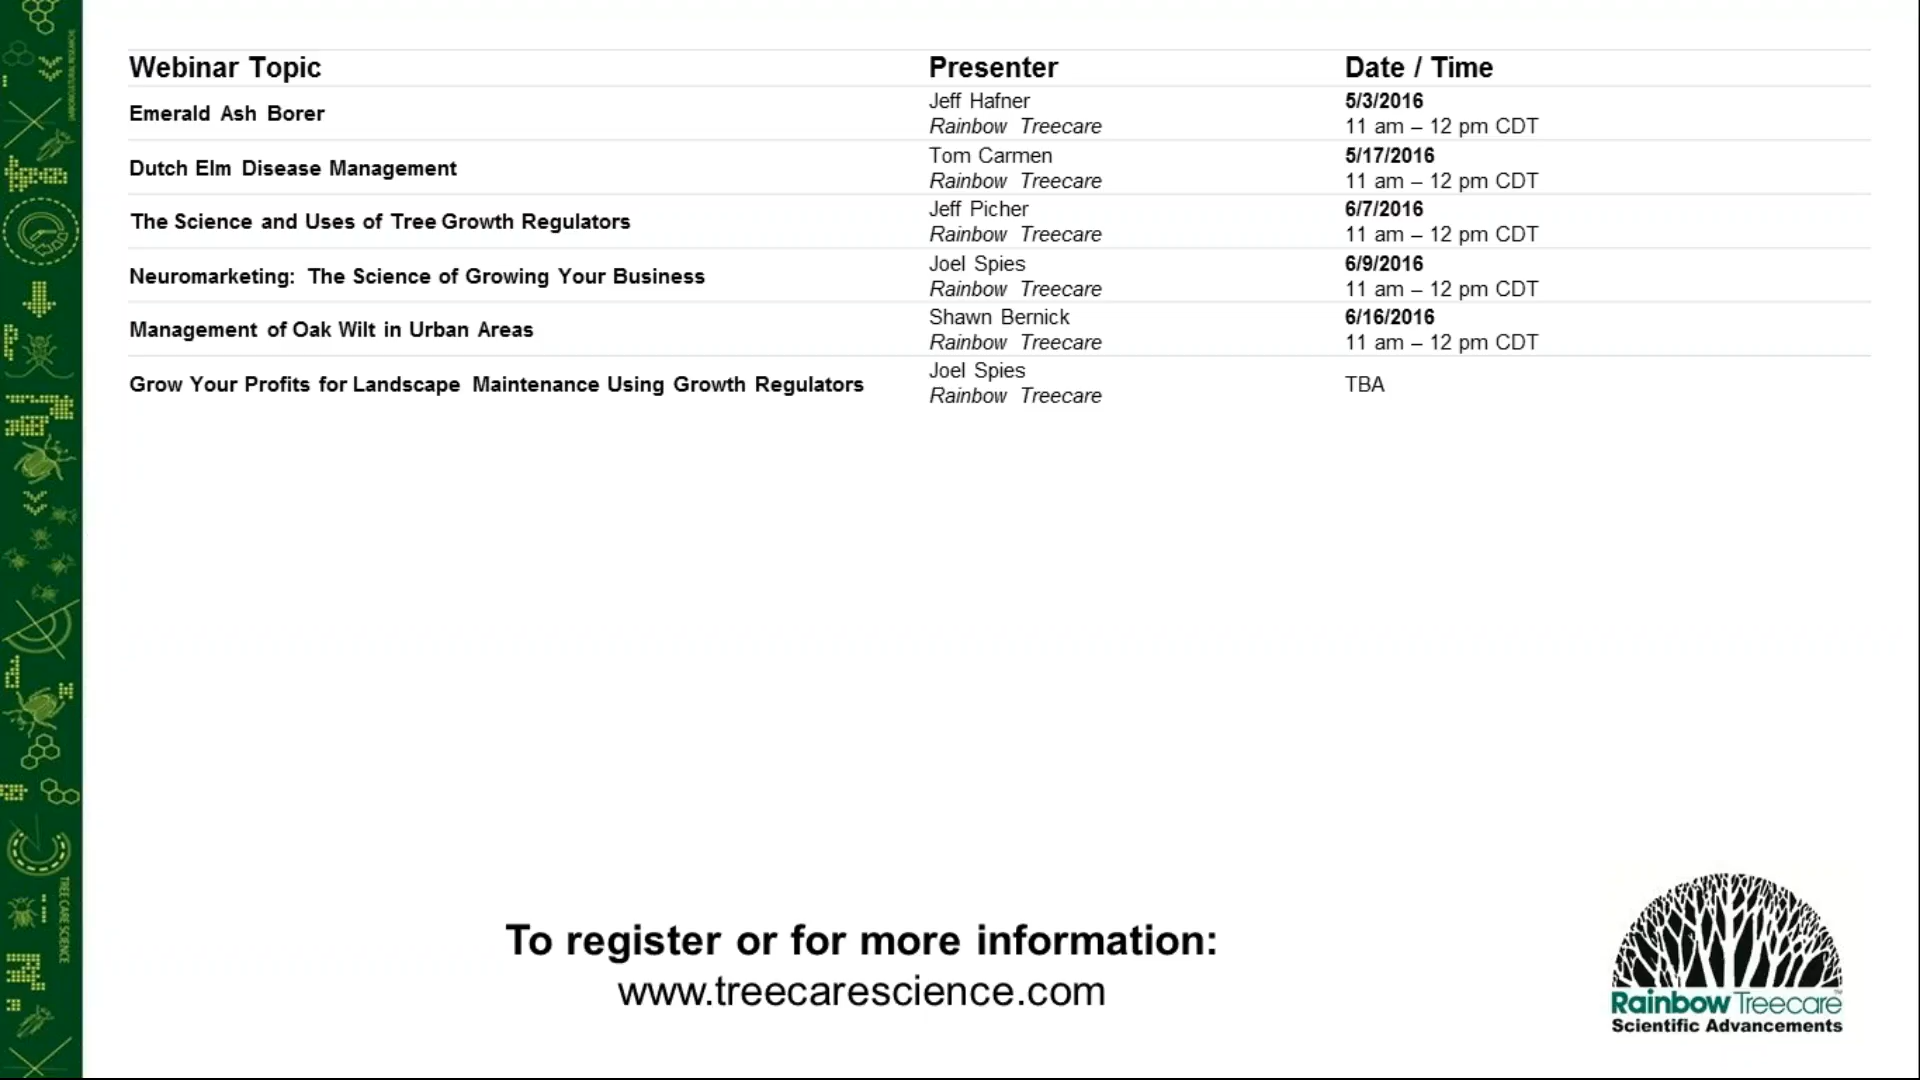 Webinar Topic Presenter Date / Time
Emerald Ash Borer
Jeff Hafner
Rainbow Treecare
5/3/2016
11 am – 12 pm CDT
Dutch Elm Disease Management
Tom Carmen
Rainbow Treecare
5/17/2016
11 am – 12 pm CDT
The Science and Uses of Tree Growth Regulators
Jeff Picher
Rainbow Treecare
6/7/2016
11 am – 12 pm CDT
Neuromarketing: The Science of Growing Your Business
Joel Spies
Rainbow Treecare
6/9/2016
11 am – 12 pm CDT
Management of Oak Wilt in Urban Areas
Shawn Bernick
Rainbow Treecare
6/16/2016
11 am – 12 pm CDT
Grow Your Profits for Landscape Maintenance Using Growth Regulators
Joel Spies
Rainbow Treecare
TBA
To register or for more information:
www.treecarescience.com
Rainbow Treecare
Scientific Advancements
TREE CARE SCIENCE